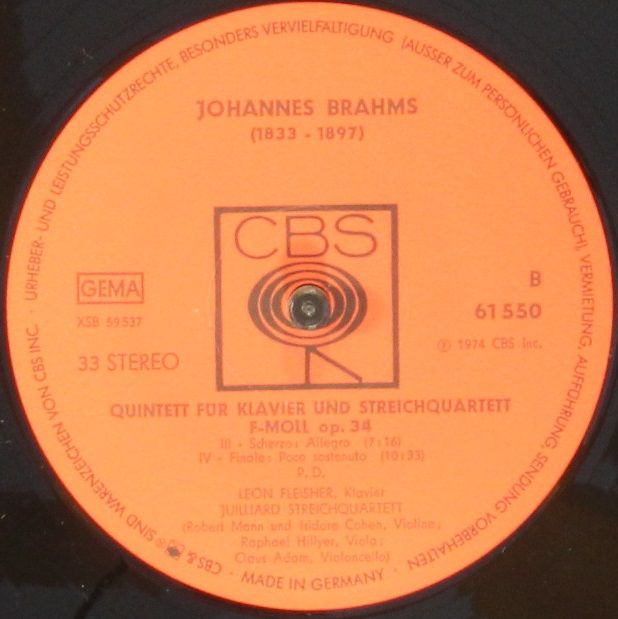 URHEBER- UND LEISTUNGSSCHUTZRECHTE, BESONDERS VERVIELFÄLTIGUNG (AUSSER ZUM PERSÖNLICHEN GEBRAUCH), VERMIETUNG, AUFFÜHRUNG, SENDUNG VORBEHALTEN
JOHANNES BRAHMS
(1833 - 1897)
CBS
GEMA
XSB 59537
33 STEREO
B
61 550
℗ 1974 CBS Inc.
QUINTETT FÜR KLAVIER UND STREICHQUARTETT
F-MOLL op. 34
III - Scherzo: Allegro (7:16)
IV - Finale: Poco sostenuto (10:33)
P. D.
LEON FLEISHER, Klavier
JUILLIARD STREICHQUARTETT
(Robert Mann und Isidore Cohen, Violine;
Raphael Hillyer, Viola;
Claus Adam, Violoncello)
· CBS & ® SIND WARENZEICHEN VON CBS INC. ·
· MADE IN GERMANY ·